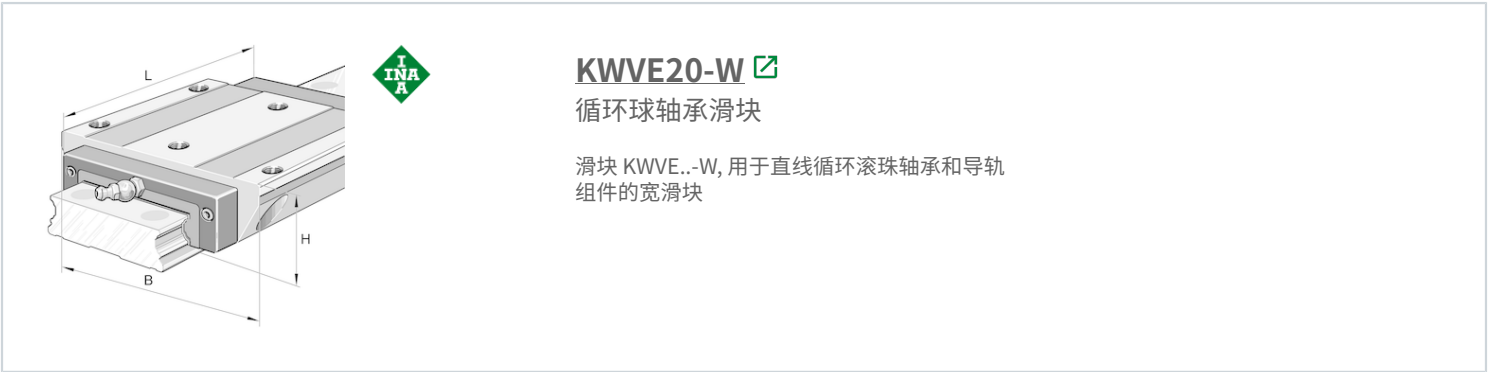 L
H
B
I
INA
A
KWVE20-W
循环球轴承滑块
滑块 KWVE..-W, 用于直线循环滚珠轴承和导轨
组件的宽滑块